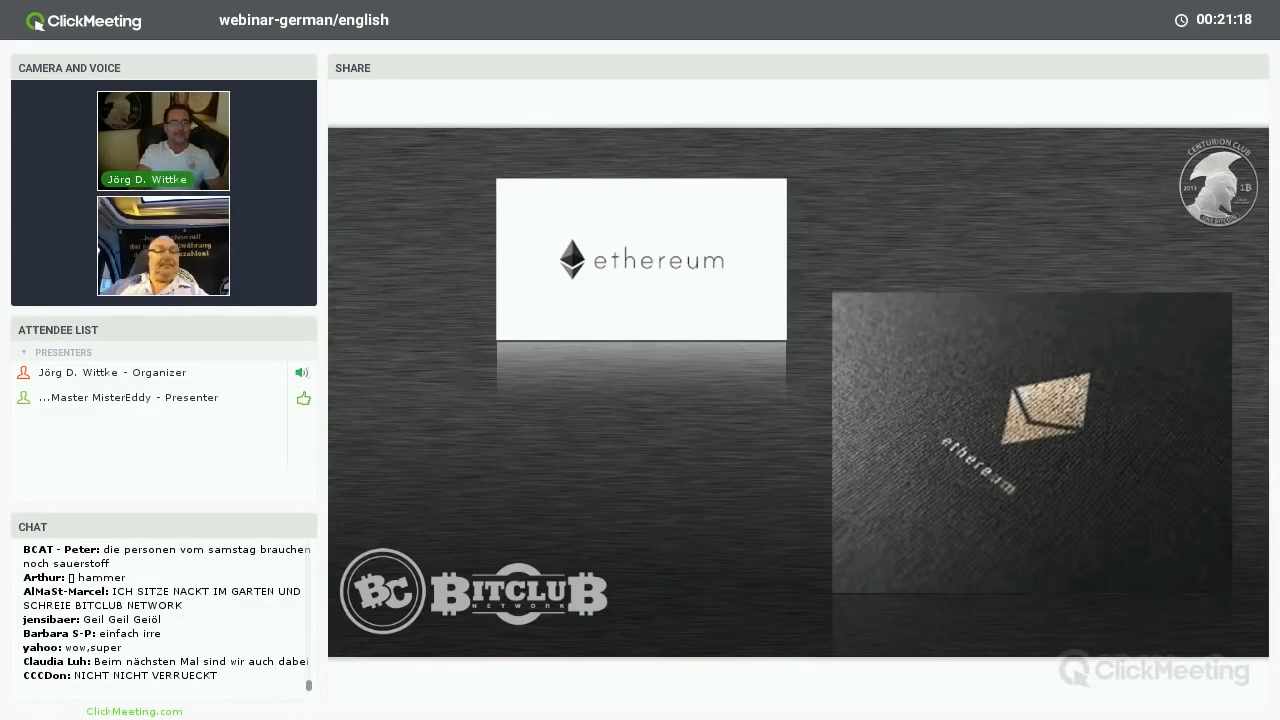 ClickMeeting
webinar-german/english
00:21:18
CAMERA AND VOICE
Jörg D. Wittke
ATTENDEE LIST
PRESENTERS
Jörg D. Wittke - Organizer
...Master MisterEddy - Presenter
CHAT
BCAT - Peter: die personen vom samstag brauchen
noch sauerstoff
Arthur: ▯ hammer
AlMaSt-Marcel: ICH SITZE NACKT IM GARTEN UND
SCHREIE BITCLUB NETWORK
jensibaer: Geil Geil Geiöl
Barbara S-P: einfach irre
yahoo: wow,super
Claudia Luh: Beim nächsten Mal sind wir auch dabei
CCCDon: NICHT NICHT VERRUECKT
ClickMeeting.com
SHARE
CENTURION CLUB
1B
ONE BITCOIN
ethereum
ethereum
BC
BITCLUB
NETWORK
ClickMeeting